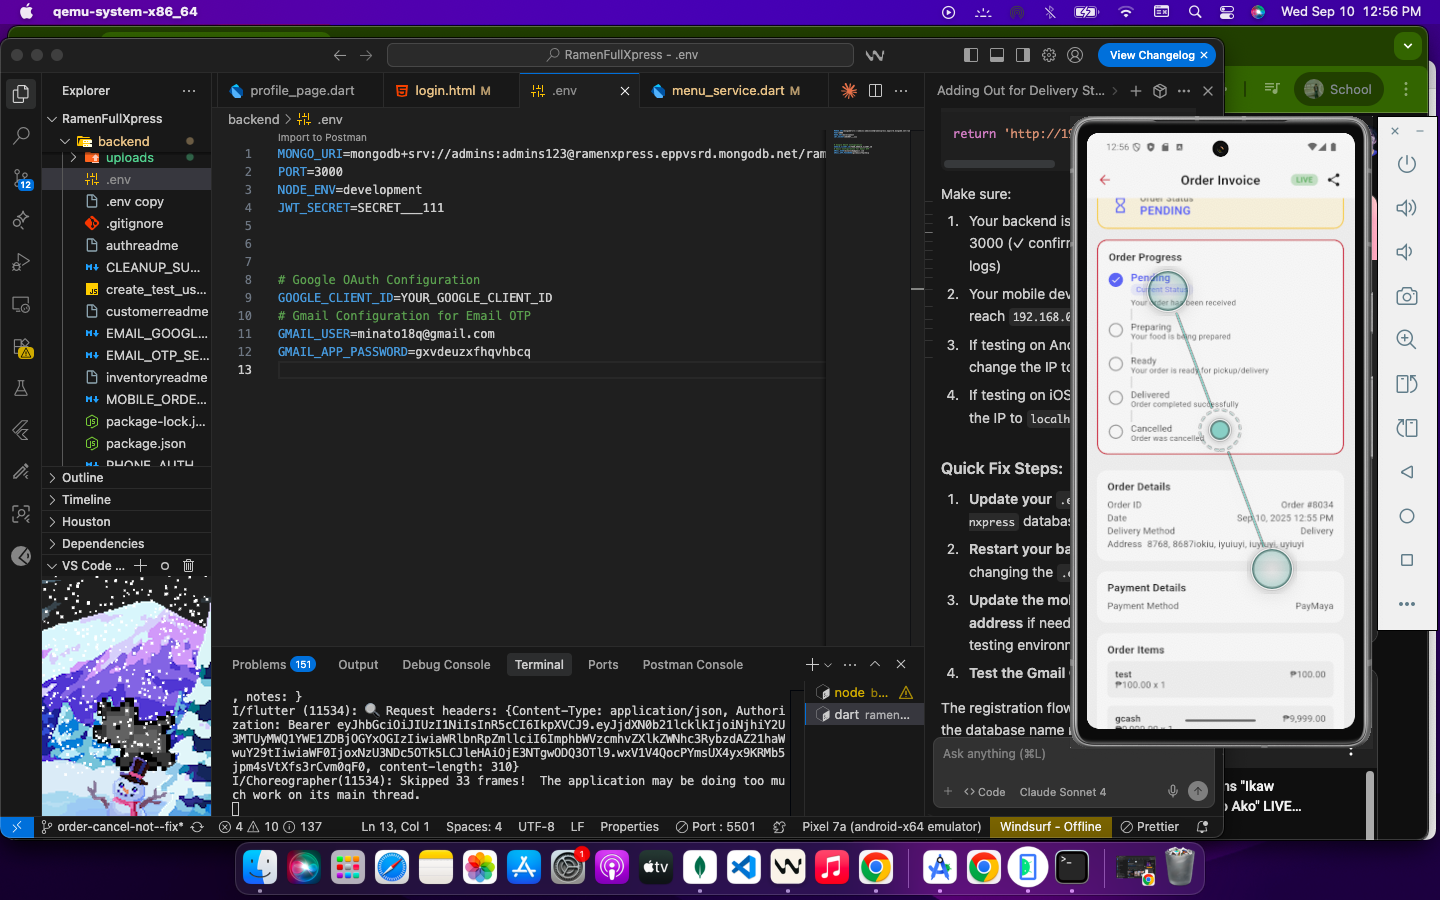 qemu-system-x86_64
Wed Sep 10 12:56 PM
RamenFullXpress – .env
View Changelog ×
School
Explorer
RamenFullXpress
backend
uploads
.env
.env copy
.gitignore
authreadme
CLEANUP_SU...
create_test_us...
customerreadme
EMAIL_GOOGL...
EMAIL_OTP_SE...
inventoryreadme
MOBILE_ORDE...
package-lock.j...
package.json
PHONE_AUTH
Outline
Timeline
Houston
Dependencies
VS Code ...
12
profile_page.dart
login.html M
.env
menu_service.dart M
backend > .env
Import to Postman
1 MONGO_URI=mongodb+srv://admins:admins123@ramenxpress.eppvsrd.mongodb.net/ram
2 PORT=3000
3 NODE_ENV=development
4 JWT_SECRET=SECRET___111
5
6
7
8 # Google OAuth Configuration
9 GOOGLE_CLIENT_ID=YOUR_GOOGLE_CLIENT_ID
10 # Gmail Configuration for Email OTP
11 GMAIL_USER=minato18q@gmail.com
12 GMAIL_APP_PASSWORD=gxvdeuzxfhqvhbcq
13
Problems 151 Output Debug Console Terminal Ports Postman Console
, notes: }
I/flutter (11534): 🔍 Request headers: {Content-Type: application/json, Authori
zation: Bearer
, content-length: 310}
I/Choreographer(11534): Skipped 33 frames! The application may be doing too mu
ch work on its main thread.
node b...
dart ramen...
Adding Out for Delivery St...
return 'http://19
Make sure:
1. Your backend is
3000 (✓ confirm
logs)
2. Your mobile dev
reach 192.168.0
3. If testing on And
change the IP to
4. If testing on iOS
the IP to localh
Quick Fix Steps:
1. Update your .e
nxpress databas
2. Restart your ba
changing the .e
3. Update the mob
address if need
testing environm
4. Test the Gmail
The registration flow
the database name
Ask anything (⌘L)
Code Claude Sonnet 4
12:56
Order Invoice LIVE
Order Status
PENDING
Order Progress
Pending
Current Status
Your order has been received
Preparing
Your food is being prepared
Ready
Your order is ready for pickup/delivery
Delivered
Order completed successfully
Cancelled
Order was cancelled
Order Details
Order ID Order #8034
Date Sep 10, 2025 12:55 PM
Delivery Method Delivery
Address 8768, 8687iokiu, iyuiuyi, iuyiuyi, uyiuyi
Payment Details
Payment Method PayMaya
Order Items
test ₱100.00
₱100.00 x 1
gcash ₱9,999.00
ns "Ikaw
o Ako" LIVE...
order-cancel-not--fix* 4 10 137
Ln 13, Col 1 Spaces: 4 UTF-8 LF Properties Port : 5501 Pixel 7a (android-x64 emulator) Windsurf - Offline Prettier
1
tv